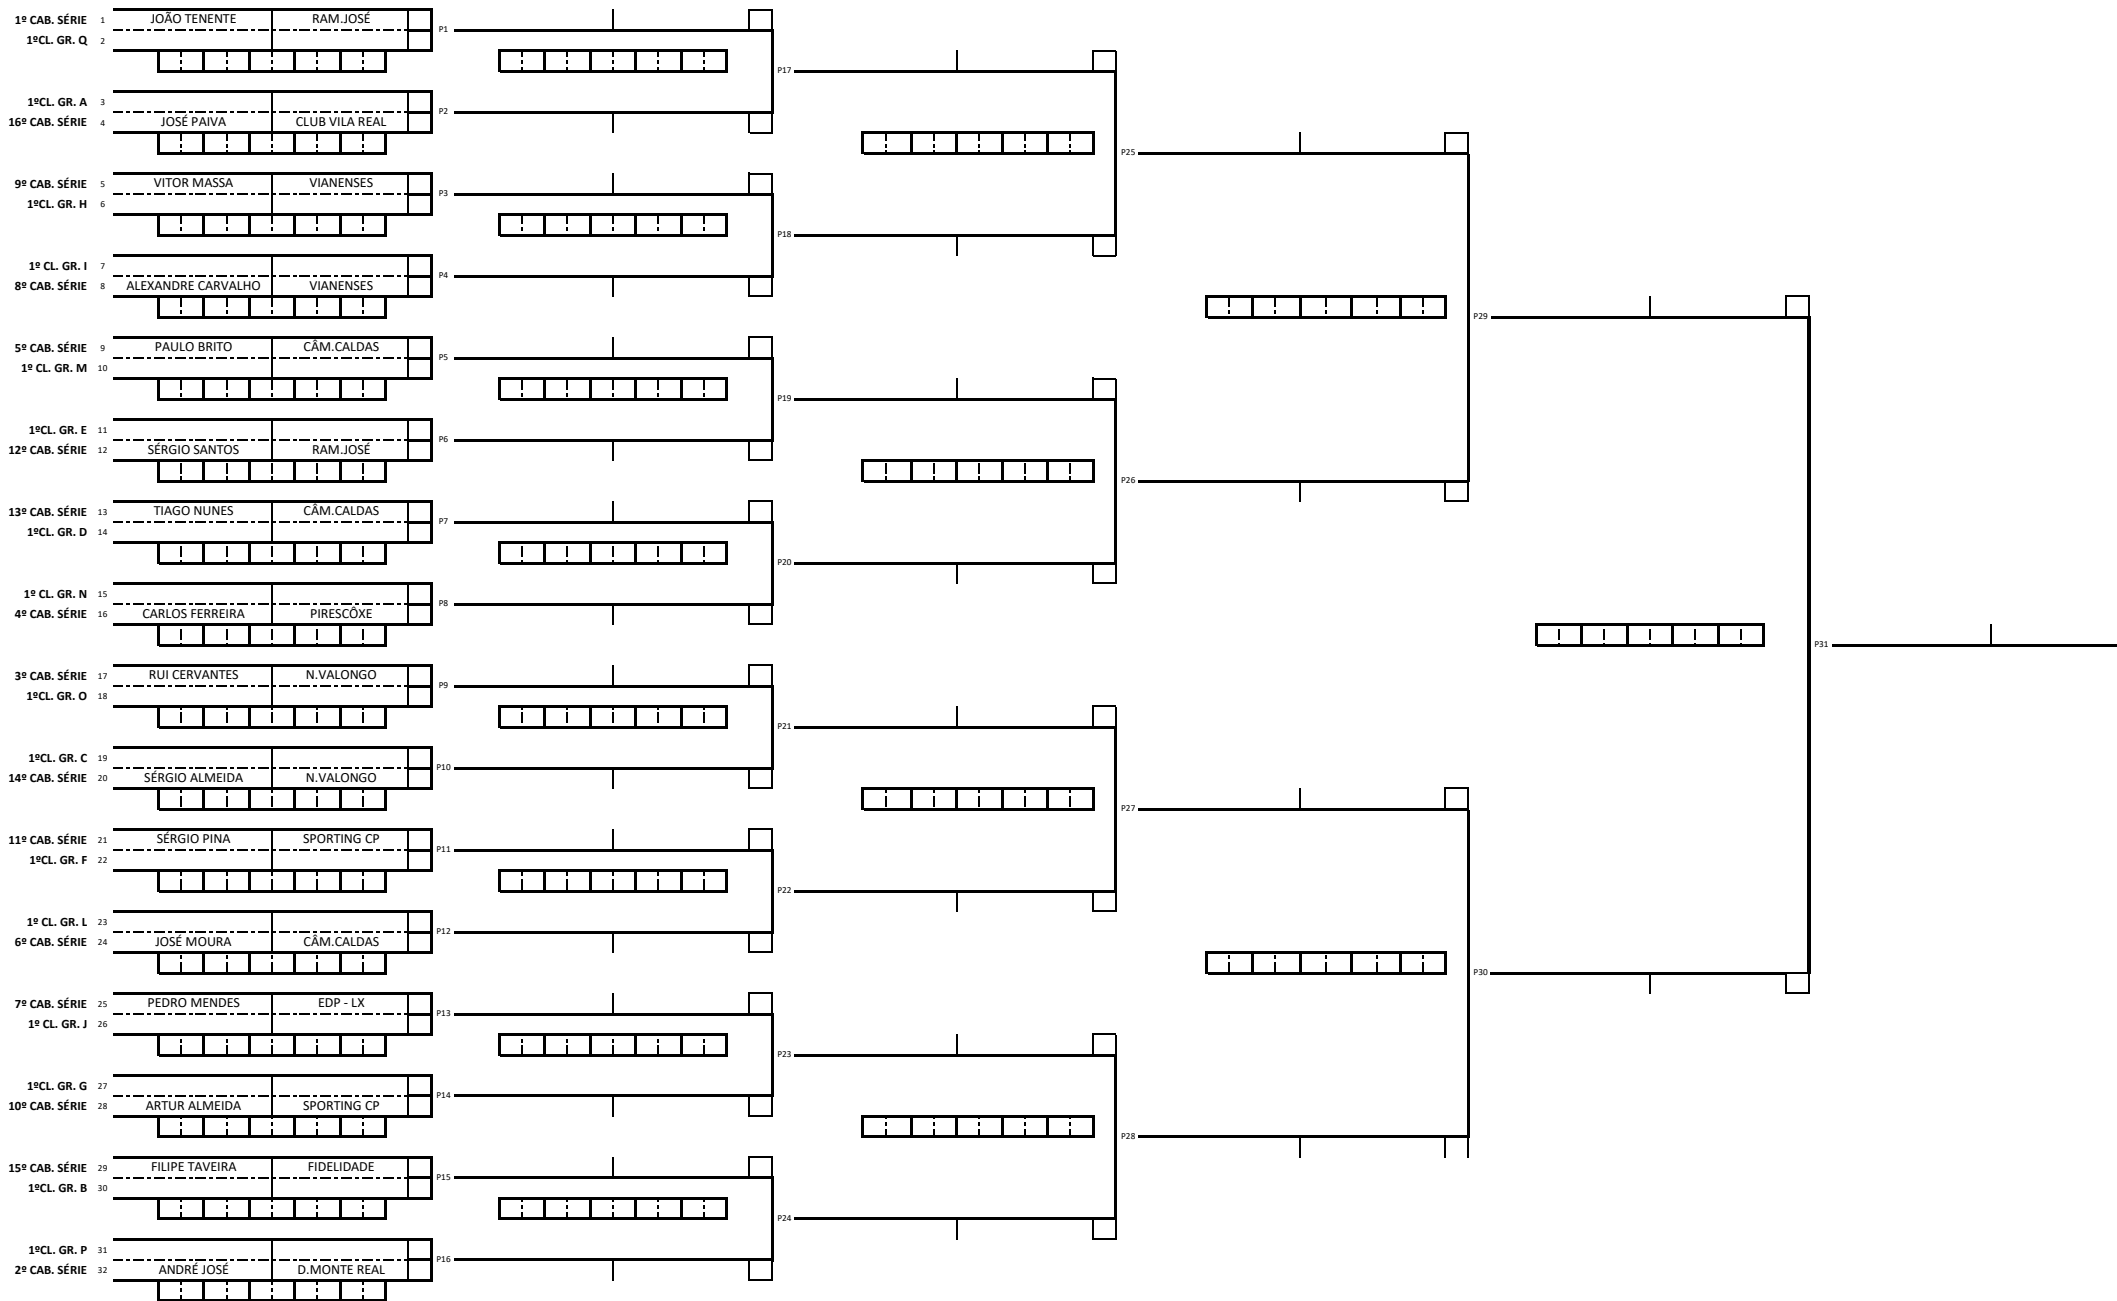 1º CAB. SÉRIE 1 JOÃO TENENTE RAM.JOSÉ
P1
1ºCL. GR. Q 2
P17
1ºCL. GR. A 3
P2
16º CAB. SÉRIE 4 JOSÉ PAIVA CLUB VILA REAL
P25
9º CAB. SÉRIE 5 VITOR MASSA VIANENSES
P3
1ºCL. GR. H 6
P18
1º CL. GR. I 7
P4
8º CAB. SÉRIE 8 ALEXANDRE CARVALHO VIANENSES
P29
5º CAB. SÉRIE 9 PAULO BRITO CÂM.CALDAS
P5
1º CL. GR. M 10
P19
1ºCL. GR. E 11
P6
12º CAB. SÉRIE 12 SÉRGIO SANTOS RAM.JOSÉ
P26
13º CAB. SÉRIE 13 TIAGO NUNES CÂM.CALDAS
P7
1ºCL. GR. D 14
P20
1º CL. GR. N 15
P8
4º CAB. SÉRIE 16 CARLOS FERREIRA PIRESCÔXE
P31
3º CAB. SÉRIE 17 RUI CERVANTES N.VALONGO
P9
1ºCL. GR. O 18
P21
1ºCL. GR. C 19
P10
14º CAB. SÉRIE 20 SÉRGIO ALMEIDA N.VALONGO
P27
11º CAB. SÉRIE 21 SÉRGIO PINA SPORTING CP
P11
1ºCL. GR. F 22
P22
1º CL. GR. L 23
P12
6º CAB. SÉRIE 24 JOSÉ MOURA CÂM.CALDAS
P30
7º CAB. SÉRIE 25 PEDRO MENDES EDP - LX
P13
1º CL. GR. J 26
P23
1ºCL. GR. G 27
P14
10º CAB. SÉRIE 28 ARTUR ALMEIDA SPORTING CP
P28
15º CAB. SÉRIE 29 FILIPE TAVEIRA FIDELIDADE
P15
1ºCL. GR. B 30
P24
1ºCL. GR. P 31
P16
2º CAB. SÉRIE 32 ANDRÉ JOSÉ D.MONTE REAL